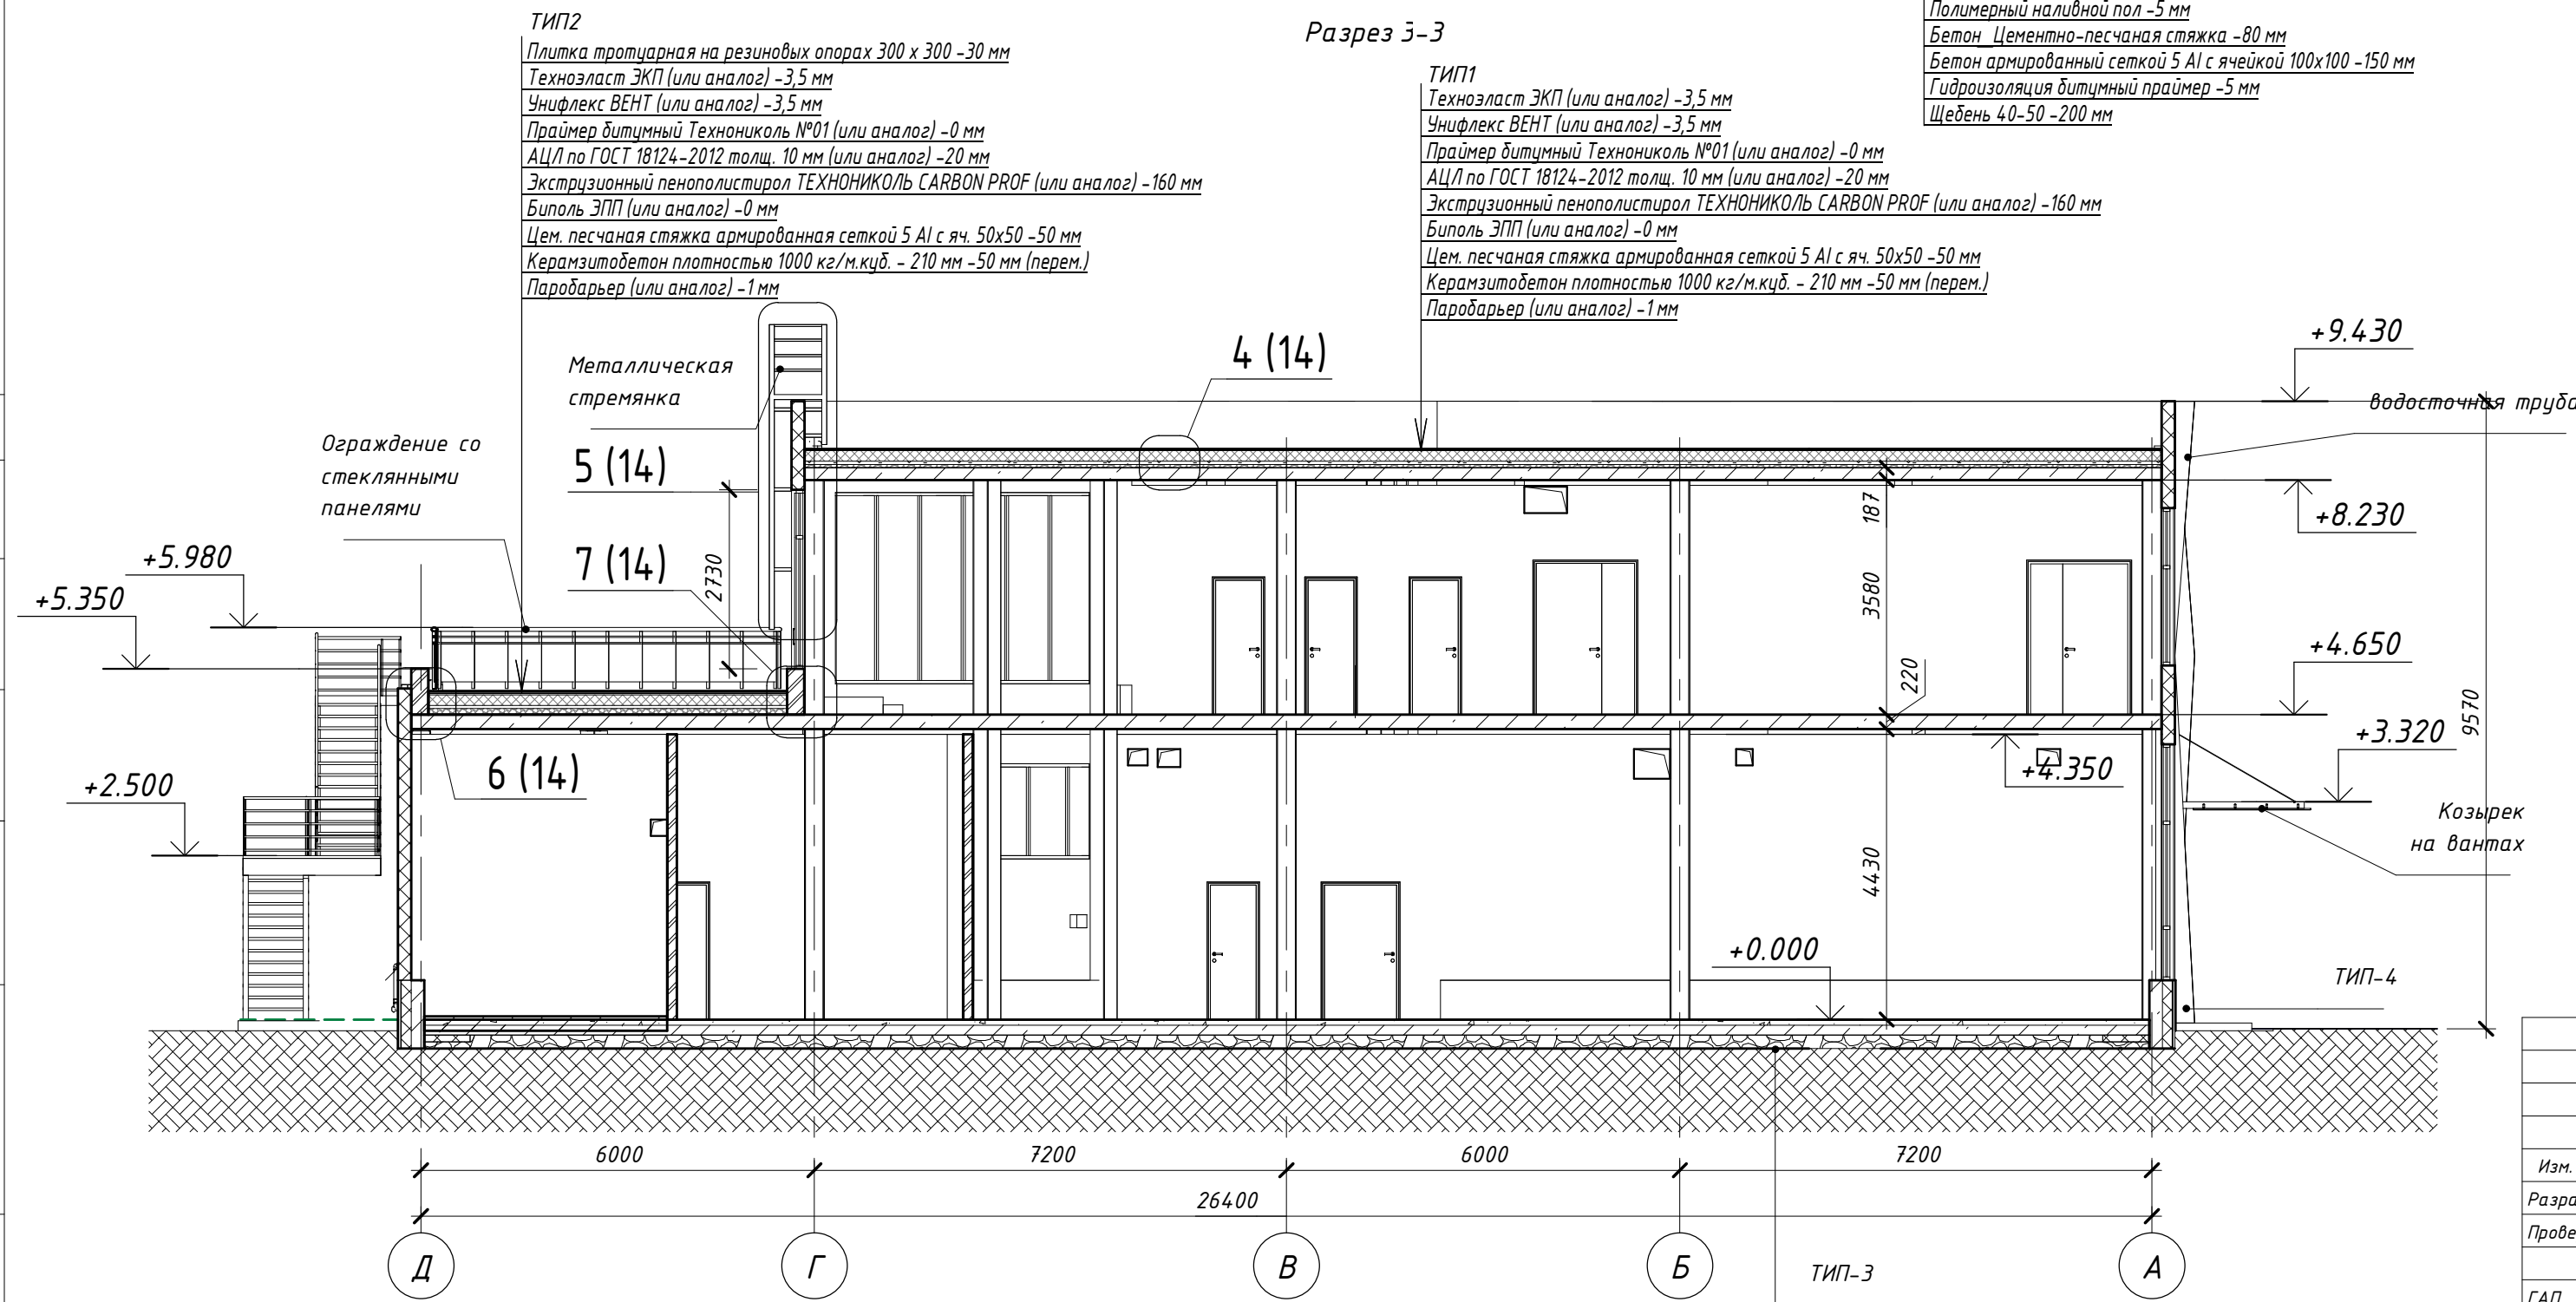 Разрез 3-3
ТИП2
Плитка тротуарная на резиновых опорах 300 х 300 -30 мм
Техноэласт ЭКП (или аналог) -3,5 мм
Унифлекс ВЕНТ (или аналог) -3,5 мм
Праймер битумный Технониколь №01 (или аналог) -0 мм
АЦЛ по ГОСТ 18124-2012 толщ. 10 мм (или аналог) -20 мм
Экструзионный пенополистирол ТЕХНОНИКОЛЬ CARBON PROF (или аналог) -160 мм
Биполь ЭПП (или аналог) -0 мм
Цем. песчаная стяжка армированная сеткой 5 АI с яч. 50х50 -50 мм
Керамзитобетон плотностью 1000 кг/м.куб. - 210 мм -50 мм (перем.)
Паробарьер (или аналог) -1 мм
ТИП1
Техноэласт ЭКП (или аналог) -3,5 мм
Унифлекс ВЕНТ (или аналог) -3,5 мм
Праймер битумный Технониколь №01 (или аналог) -0 мм
АЦЛ по ГОСТ 18124-2012 толщ. 10 мм (или аналог) -20 мм
Экструзионный пенополистирол ТЕХНОНИКОЛЬ CARBON PROF (или аналог) -160 мм
Биполь ЭПП (или аналог) -0 мм
Цем. песчаная стяжка армированная сеткой 5 АI с яч. 50х50 -50 мм
Керамзитобетон плотностью 1000 кг/м.куб. - 210 мм -50 мм (перем.)
Паробарьер (или аналог) -1 мм
Полимерный наливной пол -5 мм
Бетон_Цементно-песчаная стяжка -80 мм
Бетон армированный сеткой 5 АI с ячейкой 100х100 -150 мм
Гидроизоляция битумный праймер -5 мм
Щебень 40-50 -200 мм
Металлическая
стремянка
4 (14)
+9.430
водосточная труба
Ограждение со
стеклянными
панелями
5 (14)
187
+8.230
+5.980
7 (14)
2730
3580
+5.350
220
+4.650
9570
+3.320
+2.500
6 (14)
+4.350
Козырек
на вантах
4430
+0.000
ТИП-4
6000
7200
6000
7200
26400
Д
Г
В
Б
А
ТИП-3
Изм.
Разра
Прове
ГАП